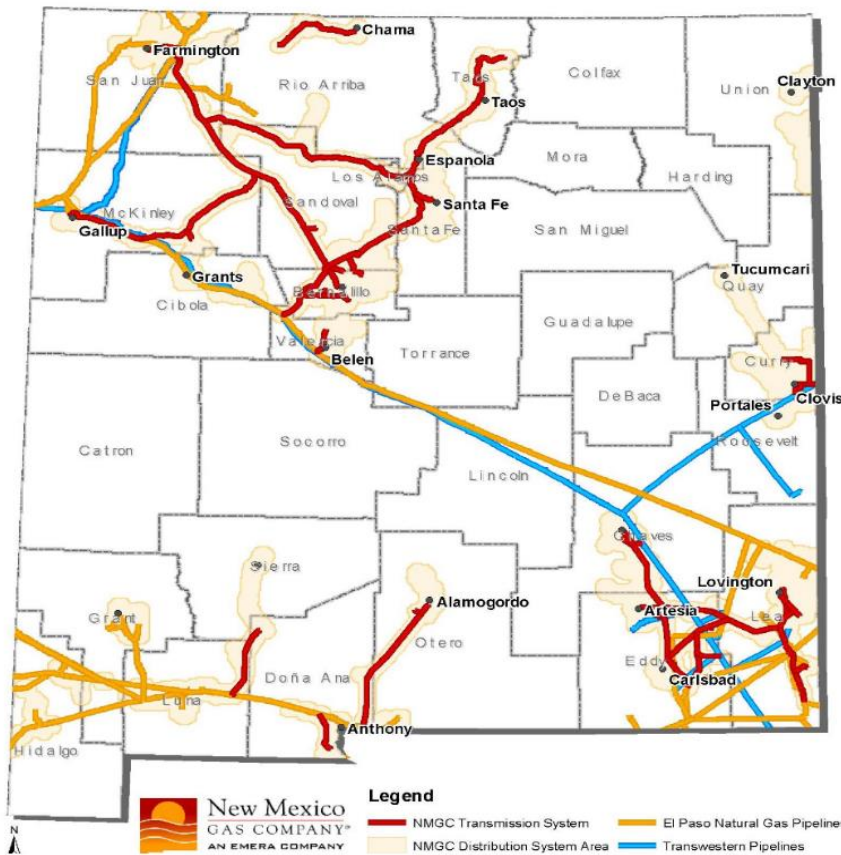 Chama
Farmington
San Juan
Rio Arriba
Taos
Colfax
Union
Clayton
Taos
Mora
Harding
Espanola
Los Alamos
Sandoval
Santa Fe
Santa Fe
McKinley
Gallup
San Miguel
Tucumcari
Quay
Grants
Cibola
Bernalillo
Guadalupe
Valencia
Belen
Torrance
Curry
Clovis
De Baca
Portales
Roosevelt
Catron
Socorro
Lincoln
Chaves
Sierra
Lovington
Alamogordo
Artesia
Lea
Grant
Otero
Eddy
Carlsbad
Doña Ana
Luna
Anthony
Hidalgo
N
New Mexico
GAS COMPANY®
AN EMERA COMPANY
Legend
NMGC Transmission System
El Paso Natural Gas Pipeline
NMGC Distribution System Area
Transwestern Pipelines